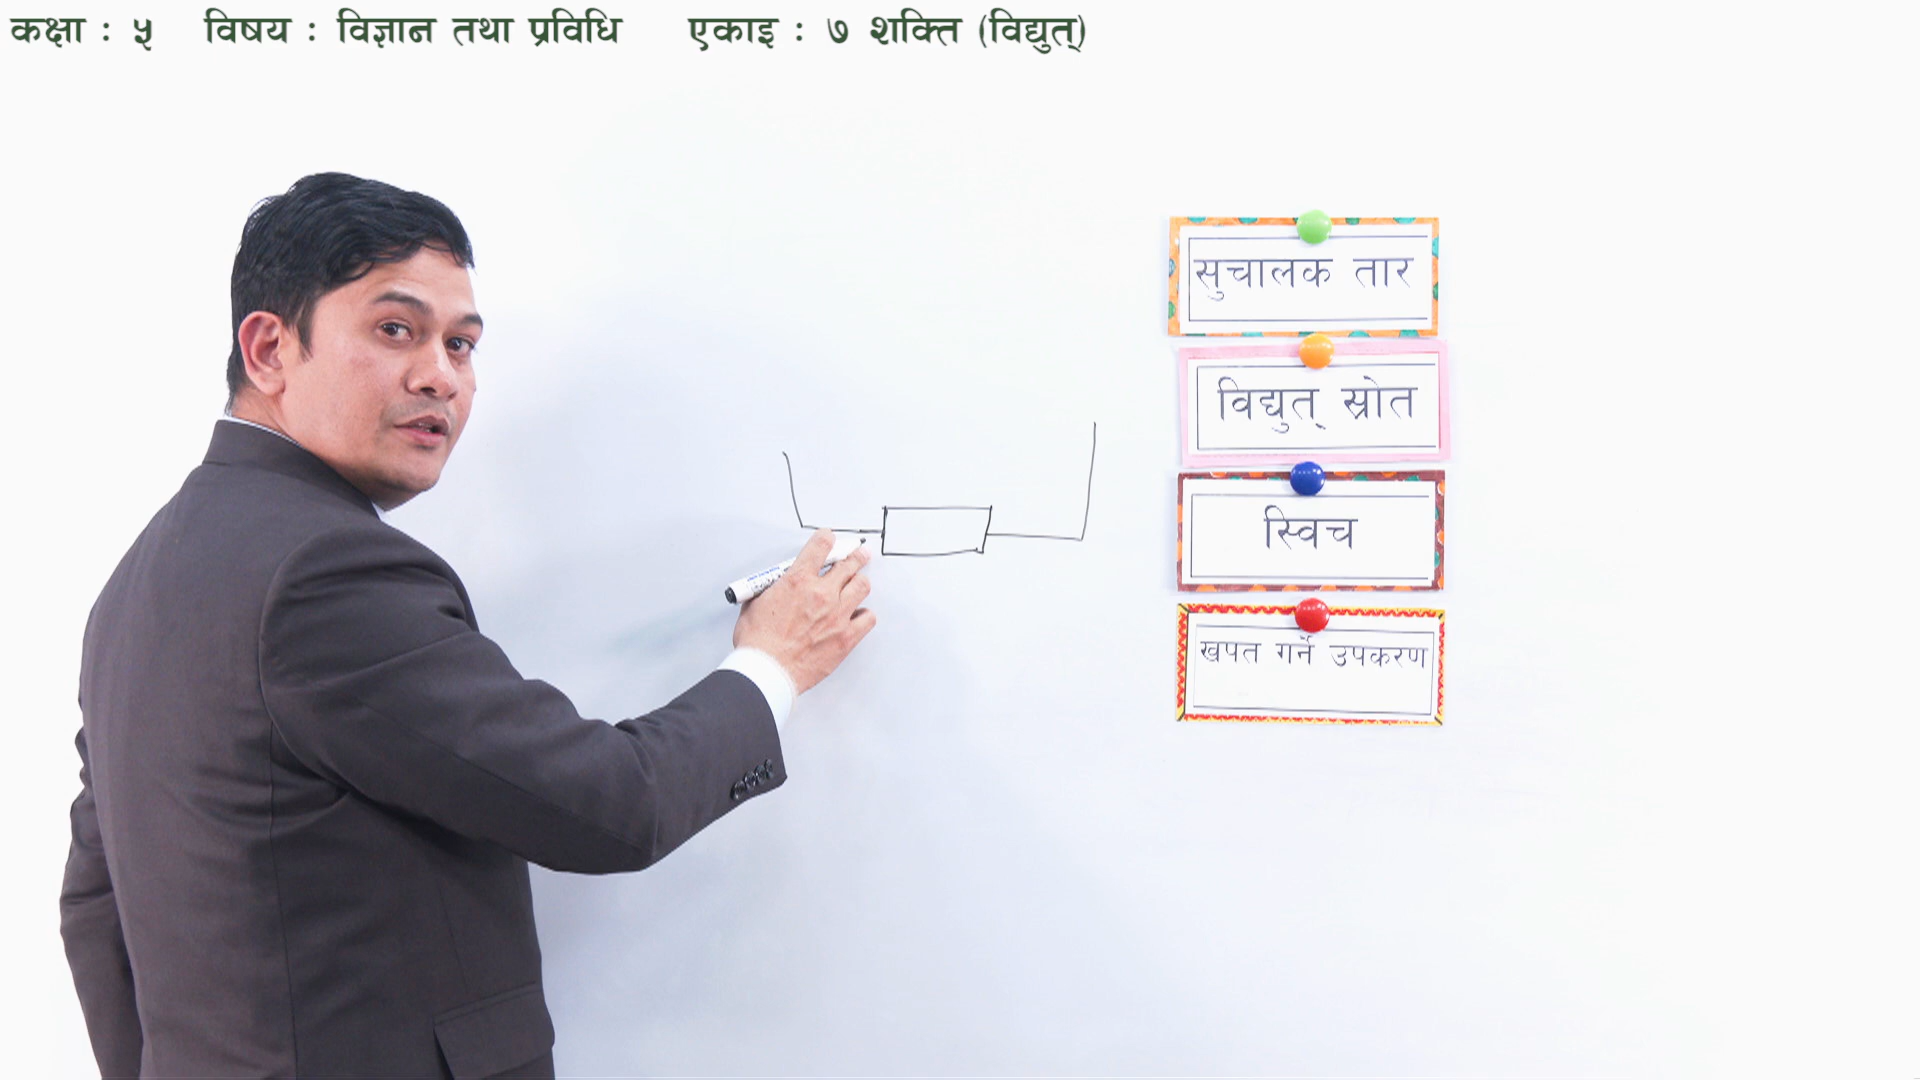 कक्षा : ५ विषय : विज्ञान तथा प्रविधि एकाइ : ७ शक्ति (विद्युत्)
सुचालक तार
विद्युत् स्रोत
स्विच
खपत गर्ने उपकरण